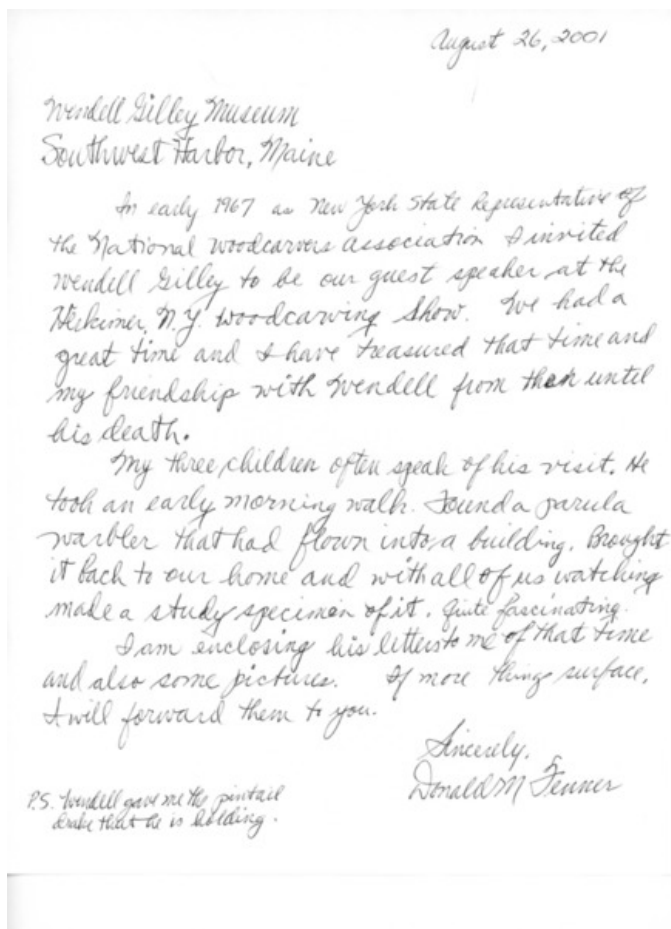 August 26, 2001
Wendell Gilley Museum
Southwest Harbor, Maine
In early 1967 as New York State Representative of
the National Woodcarvers Association I invited
Wendell Gilley to be our guest speaker at the
Herkimer, N.Y. Woodcarving Show. We had a
great time and I have treasured that time and
my friendship with Wendell from then until
his death.
My three children often speak of his visit. He
took an early morning walk. Found a parula
warbler that had flown into a building. Brought
it back to our home and with all of us watching
made a study specimen of it. Quite fascinating.
I am enclosing his letters to me of that time
and also some pictures. If more things surface,
I will forward them to you.
Sincerely,
Donald M Fenner
P.S. Wendell gave me the pintail
drake that he is holding.